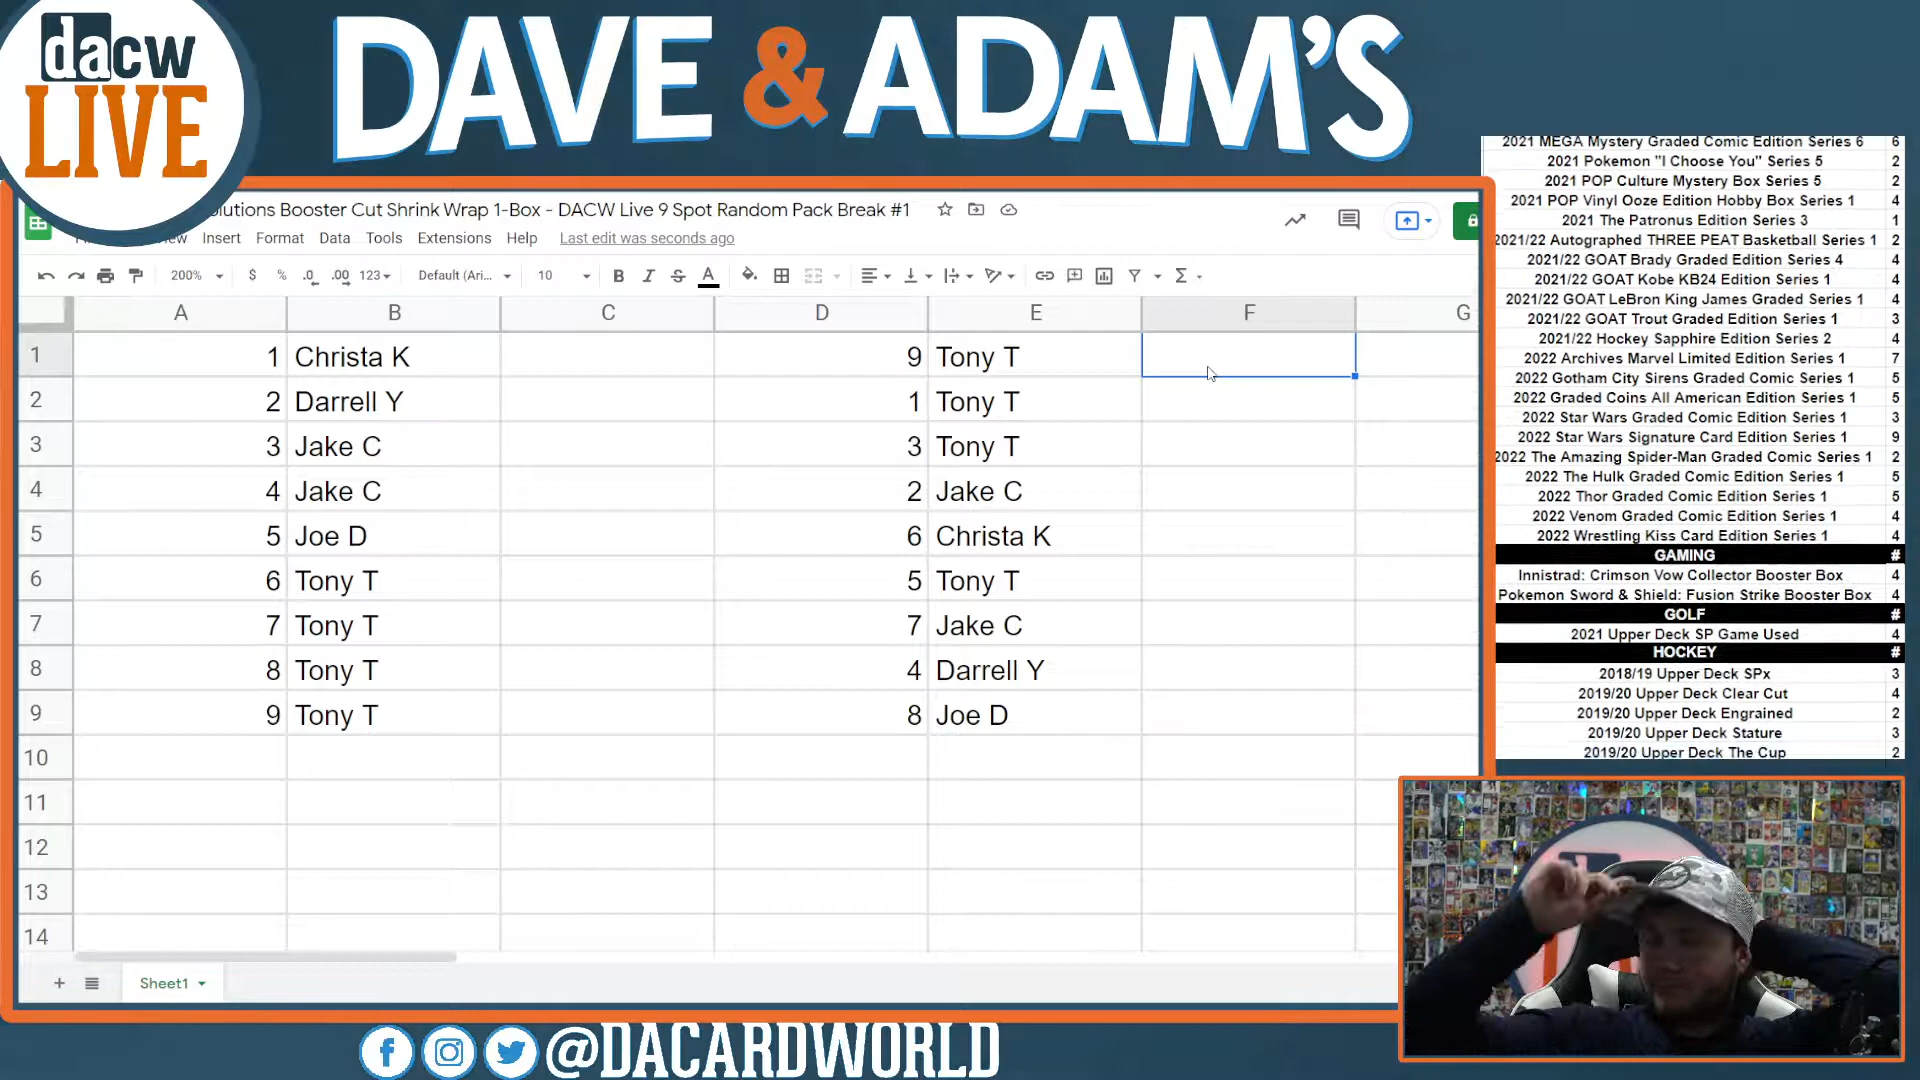 dacw
LIVE
DAVE & ADAM'S
lutions Booster Cut Shrink Wrap 1-Box - DACW Live 9 Spot Random Pack Break #1
Insert Format Data Tools Extensions Help Last edit was seconds ago
200% $ % .0 .00 123 Default (Ari... 10 B I S A
A B C D E F G
1 1 Christa K 9 Tony T
2 2 Darrell Y 1 Tony T
3 3 Jake C 3 Tony T
4 4 Jake C 2 Jake C
5 5 Joe D 6 Christa K
6 6 Tony T 5 Tony T
7 7 Tony T 7 Jake C
8 8 Tony T 4 Darrell Y
9 9 Tony T 8 Joe D
10
11
12
13
14
Sheet1
2021 MEGA Mystery Graded Comic Edition Series 6 6
2021 Pokemon "I Choose You" Series 5 2
2021 POP Culture Mystery Box Series 5 2
2021 POP Vinyl Ooze Edition Hobby Box Series 1 4
2021 The Patronus Edition Series 3 1
2021/22 Autographed THREE PEAT Basketball Series 1 2
2021/22 GOAT Brady Graded Series 4 4
2021/22 GOAT Kobe KB24 Edition Series 1 4
2021/22 GOAT LeBron King James Graded Series 1 4
2021/22 GOAT Trout Graded Edition Series 1 3
2021/22 Hockey Sapphire Edition Series 2 4
2022 Archives Marvel Limited Edition Series 1 7
2022 Gotham City Sirens Graded Comic Series 1 5
2022 Graded Coins All American Edition Series 1 5
2022 Star Wars Graded Comic Edition Series 1 3
2022 Star Wars Signature Card Edition Series 1 9
2022 The Amazing Spider-Man Graded Comic Series 1 2
2022 The Hulk Graded Comic Edition Series 1 5
2022 Thor Graded Comic Edition Series 1 5
2022 Venom Graded Comic Edition Series 1 4
2022 Wrestling Kiss Card Edition Series 1 4
GAMING #
Innistrad: Crimson Vow Collector Booster Box 4
Pokemon Sword & Shield: Fusion Strike Booster Box 4
GOLF #
2021 Upper Deck SP Game Used 4
HOCKEY #
2018/19 Upper Deck SPx 3
2019/20 Upper Deck Clear Cut 4
2019/20 Upper Deck Engrained 2
2019/20 Upper Deck Stature 3
2019/20 Upper Deck The Cup 2
@DACARDWORLD